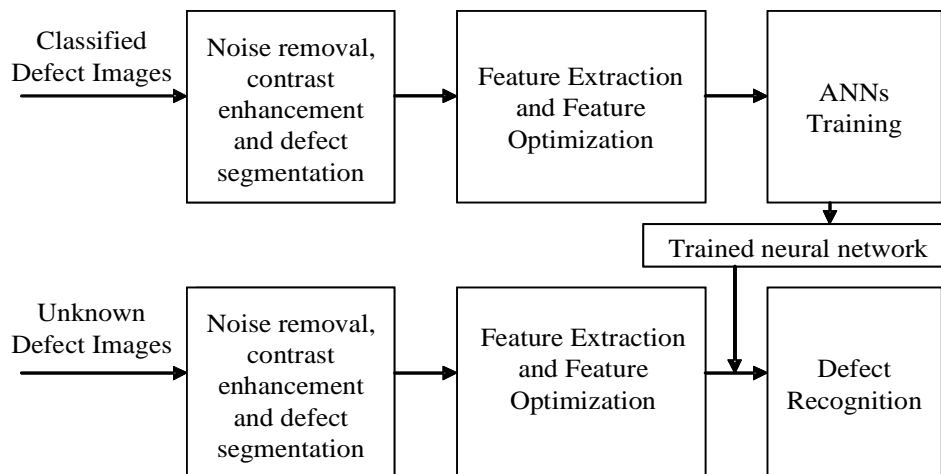 Classified
Defect Images
Noise removal,
contrast
enhancement
and defect
segmentation
Feature Extraction
and Feature
Optimization
ANNs
Training
Trained neural network
Unknown
Defect Images
Noise removal,
contrast
enhancement
and defect
segmentation
Feature Extraction
and Feature
Optimization
Defect
Recognition